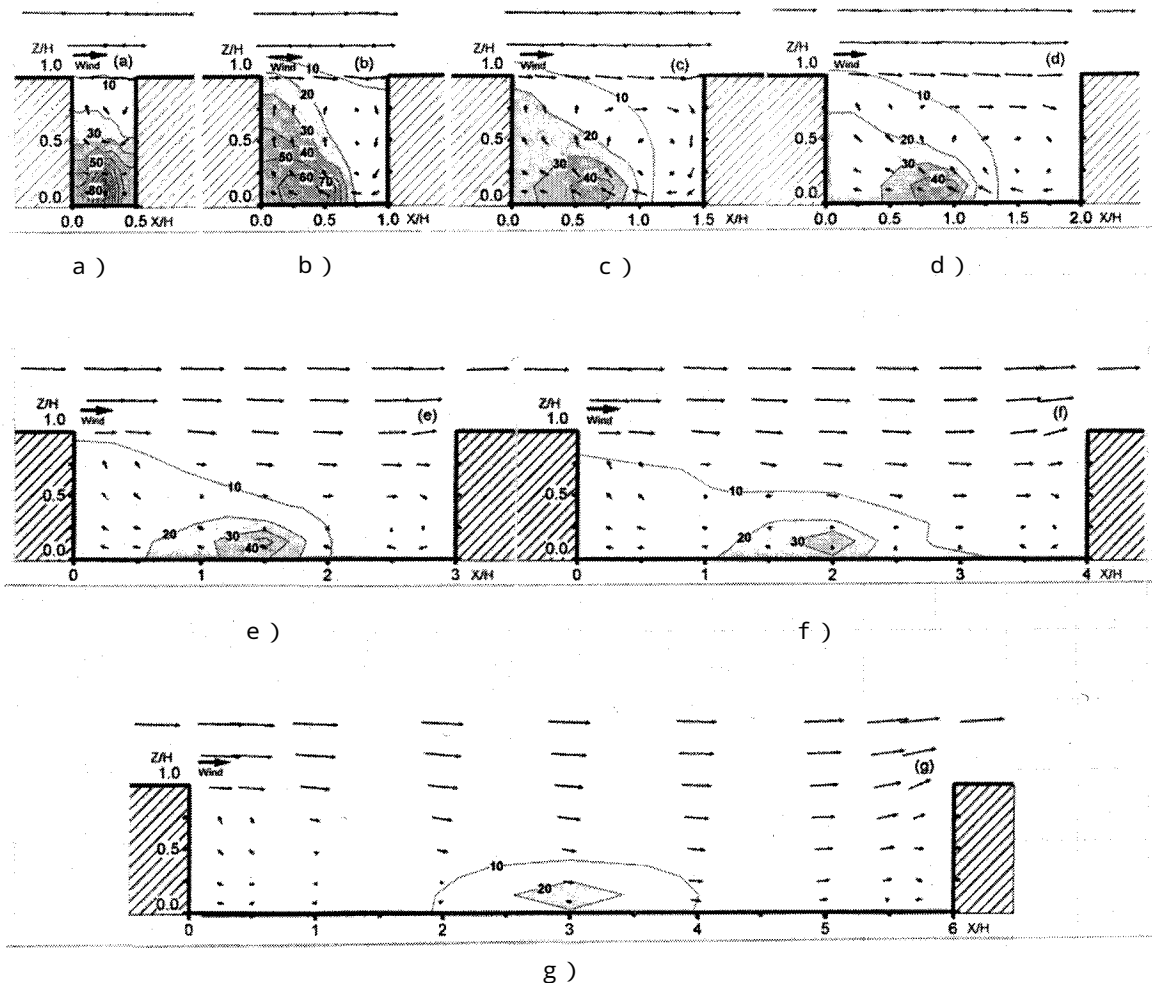 Z/H
1.0
Wind
(a)
10
0.5
30
50
80
0.0
0.0 0.5 X/H
Z/H
1.0
Wind
(b)
10
20
0.5
30
50 40
60 70
0.0
0.0 0.5 1.0 X/H
Z/H
1.0
Wind
(c)
10
0.5
20
30
40
0.0
0.0 0.5 1.0 1.5 X/H
Z/H
1.0
Wind
(d)
10
0.5
20
30
40
0.0
0.0 0.5 1.0 1.5 2.0 X/H
a ) b ) c ) d )
Z/H
1.0
Wind
(e)
0.5
10
20 30
40
0.0
0 1 2 3 X/H
Z/H
1.0
Wind
(f)
0.5
10
20 30
0.0
0 1 2 3 4 X/H
e ) f )
Z/H
1.0
Wind
(g)
0.5
10
20
0.0
0 1 2 3 4 5 6 X/H
g )